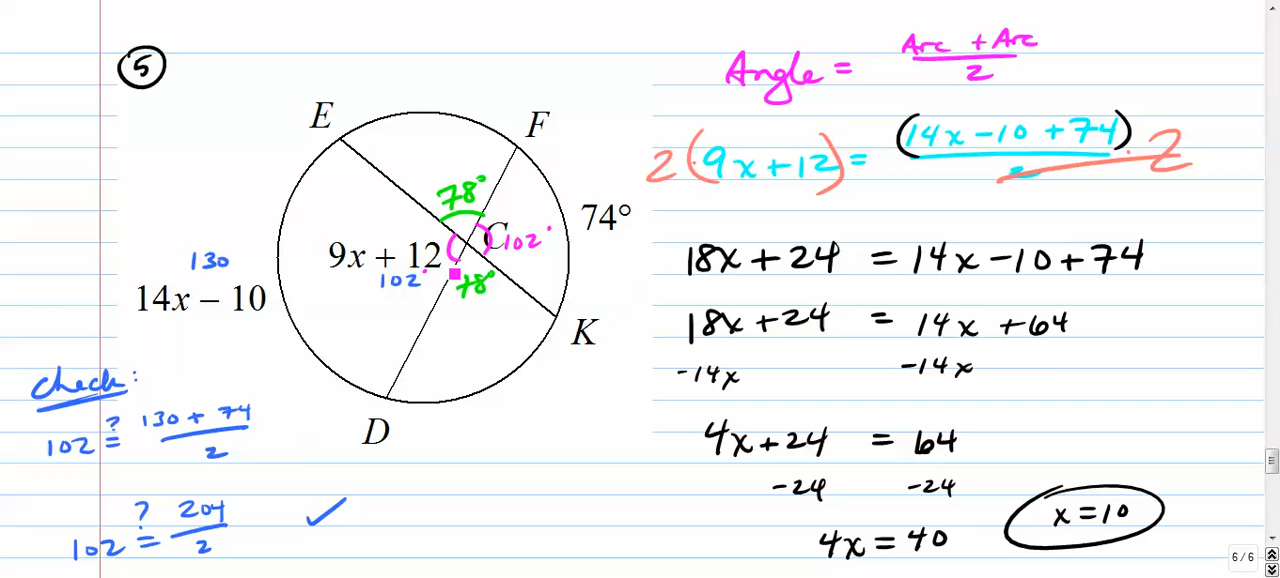 5
Angle = Arc + Arc / 2
2(9x+12) = (14x-10+74) / 2 · 2
18x+24 = 14x-10+74
18x+24 = 14x+64
-14x -14x
4x+24 = 64
-24 -24
4x = 40
x=10
E
F
78°
C
74°
9x + 12
102°
102°
78°
130
14x – 10
K
D
check:
102 ?= 130 + 74 / 2
102 ?= 204 / 2 ✓
6 / 6